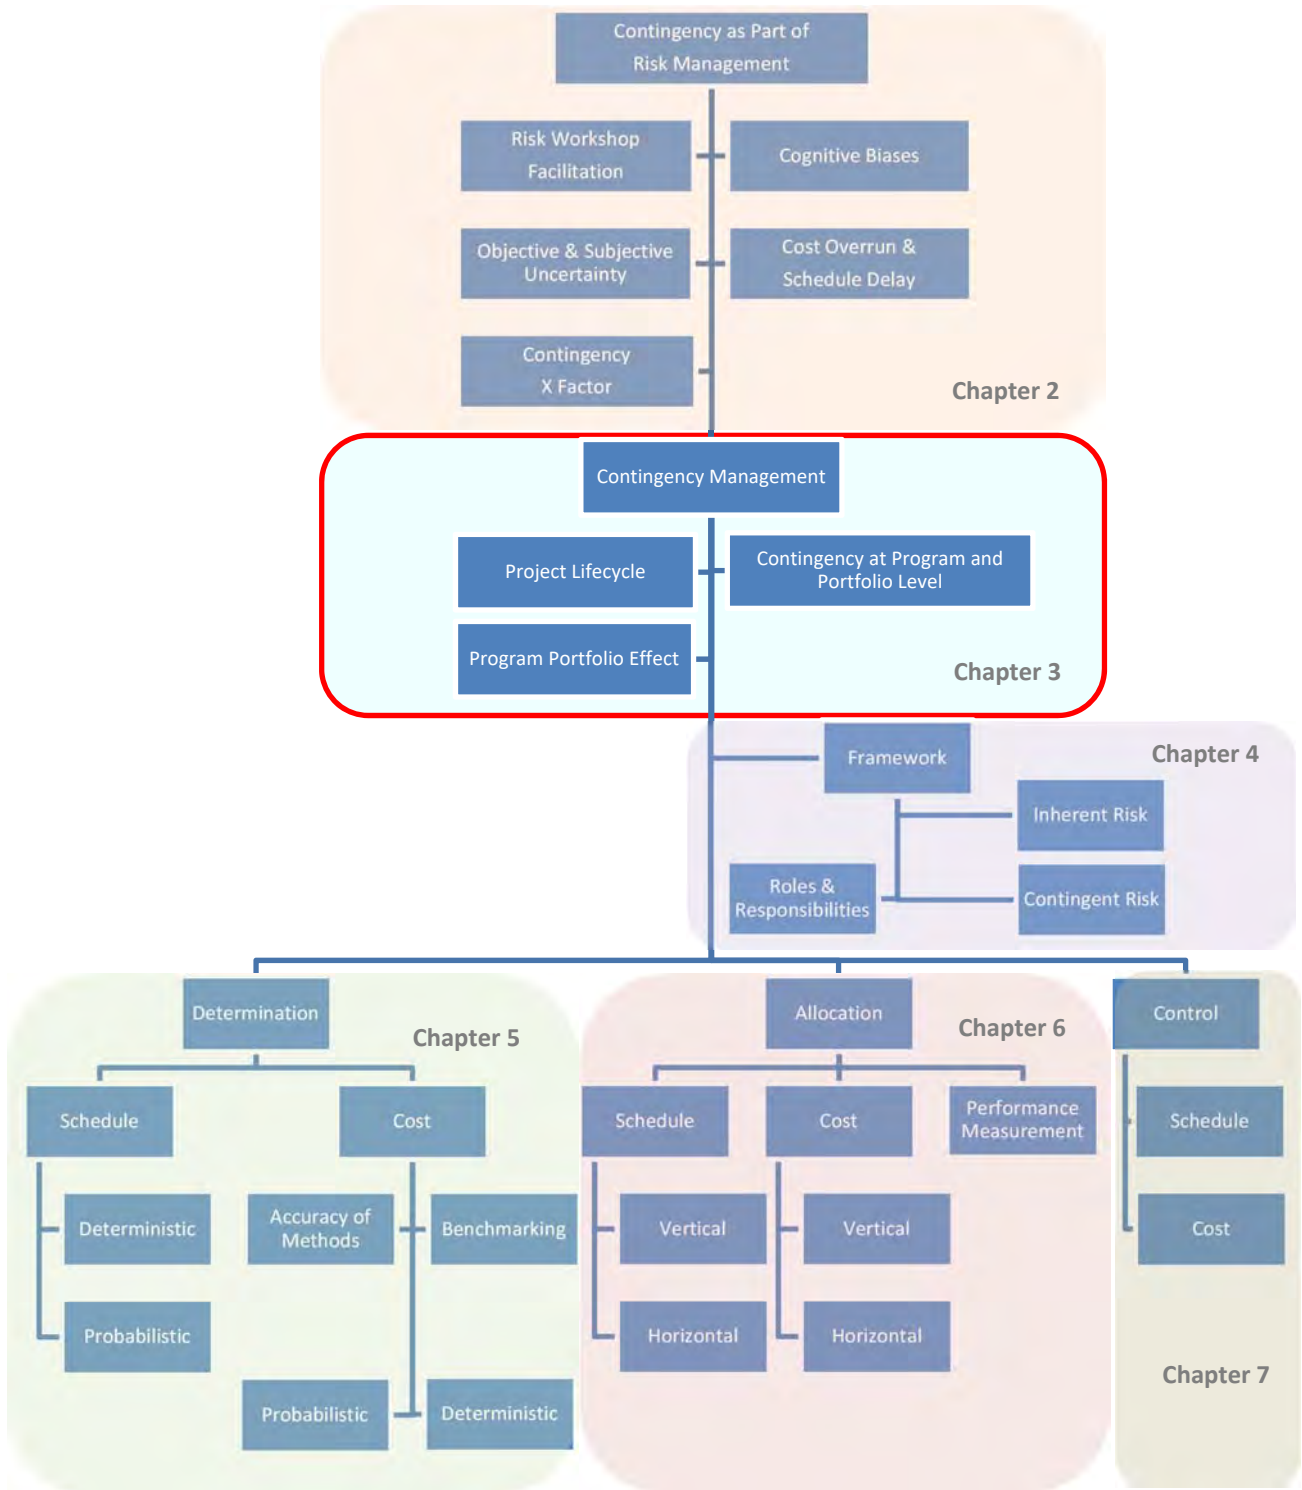 Contingency as Part of
Risk Management
Risk Workshop
Facilitation
Cognitive Biases
Objective & Subjective
Uncertainty
Cost Overrun &
Schedule Delay
Contingency
X Factor
Chapter 2
Contingency Management
Project Lifecycle
Contingency at Program and
Portfolio Level
Program Portfolio Effect
Chapter 3
Chapter 4
Framework
Inherent Risk
Roles &
Responsibilities
Contingent Risk
Determination
Chapter 5
Schedule
Cost
Deterministic
Accuracy of
Methods
Benchmarking
Probabilistic
Probabilistic
Deterministic
Allocation
Chapter 6
Schedule
Cost
Performance
Measurement
Vertical
Vertical
Horizontal
Horizontal
Control
Schedule
Cost
Chapter 7